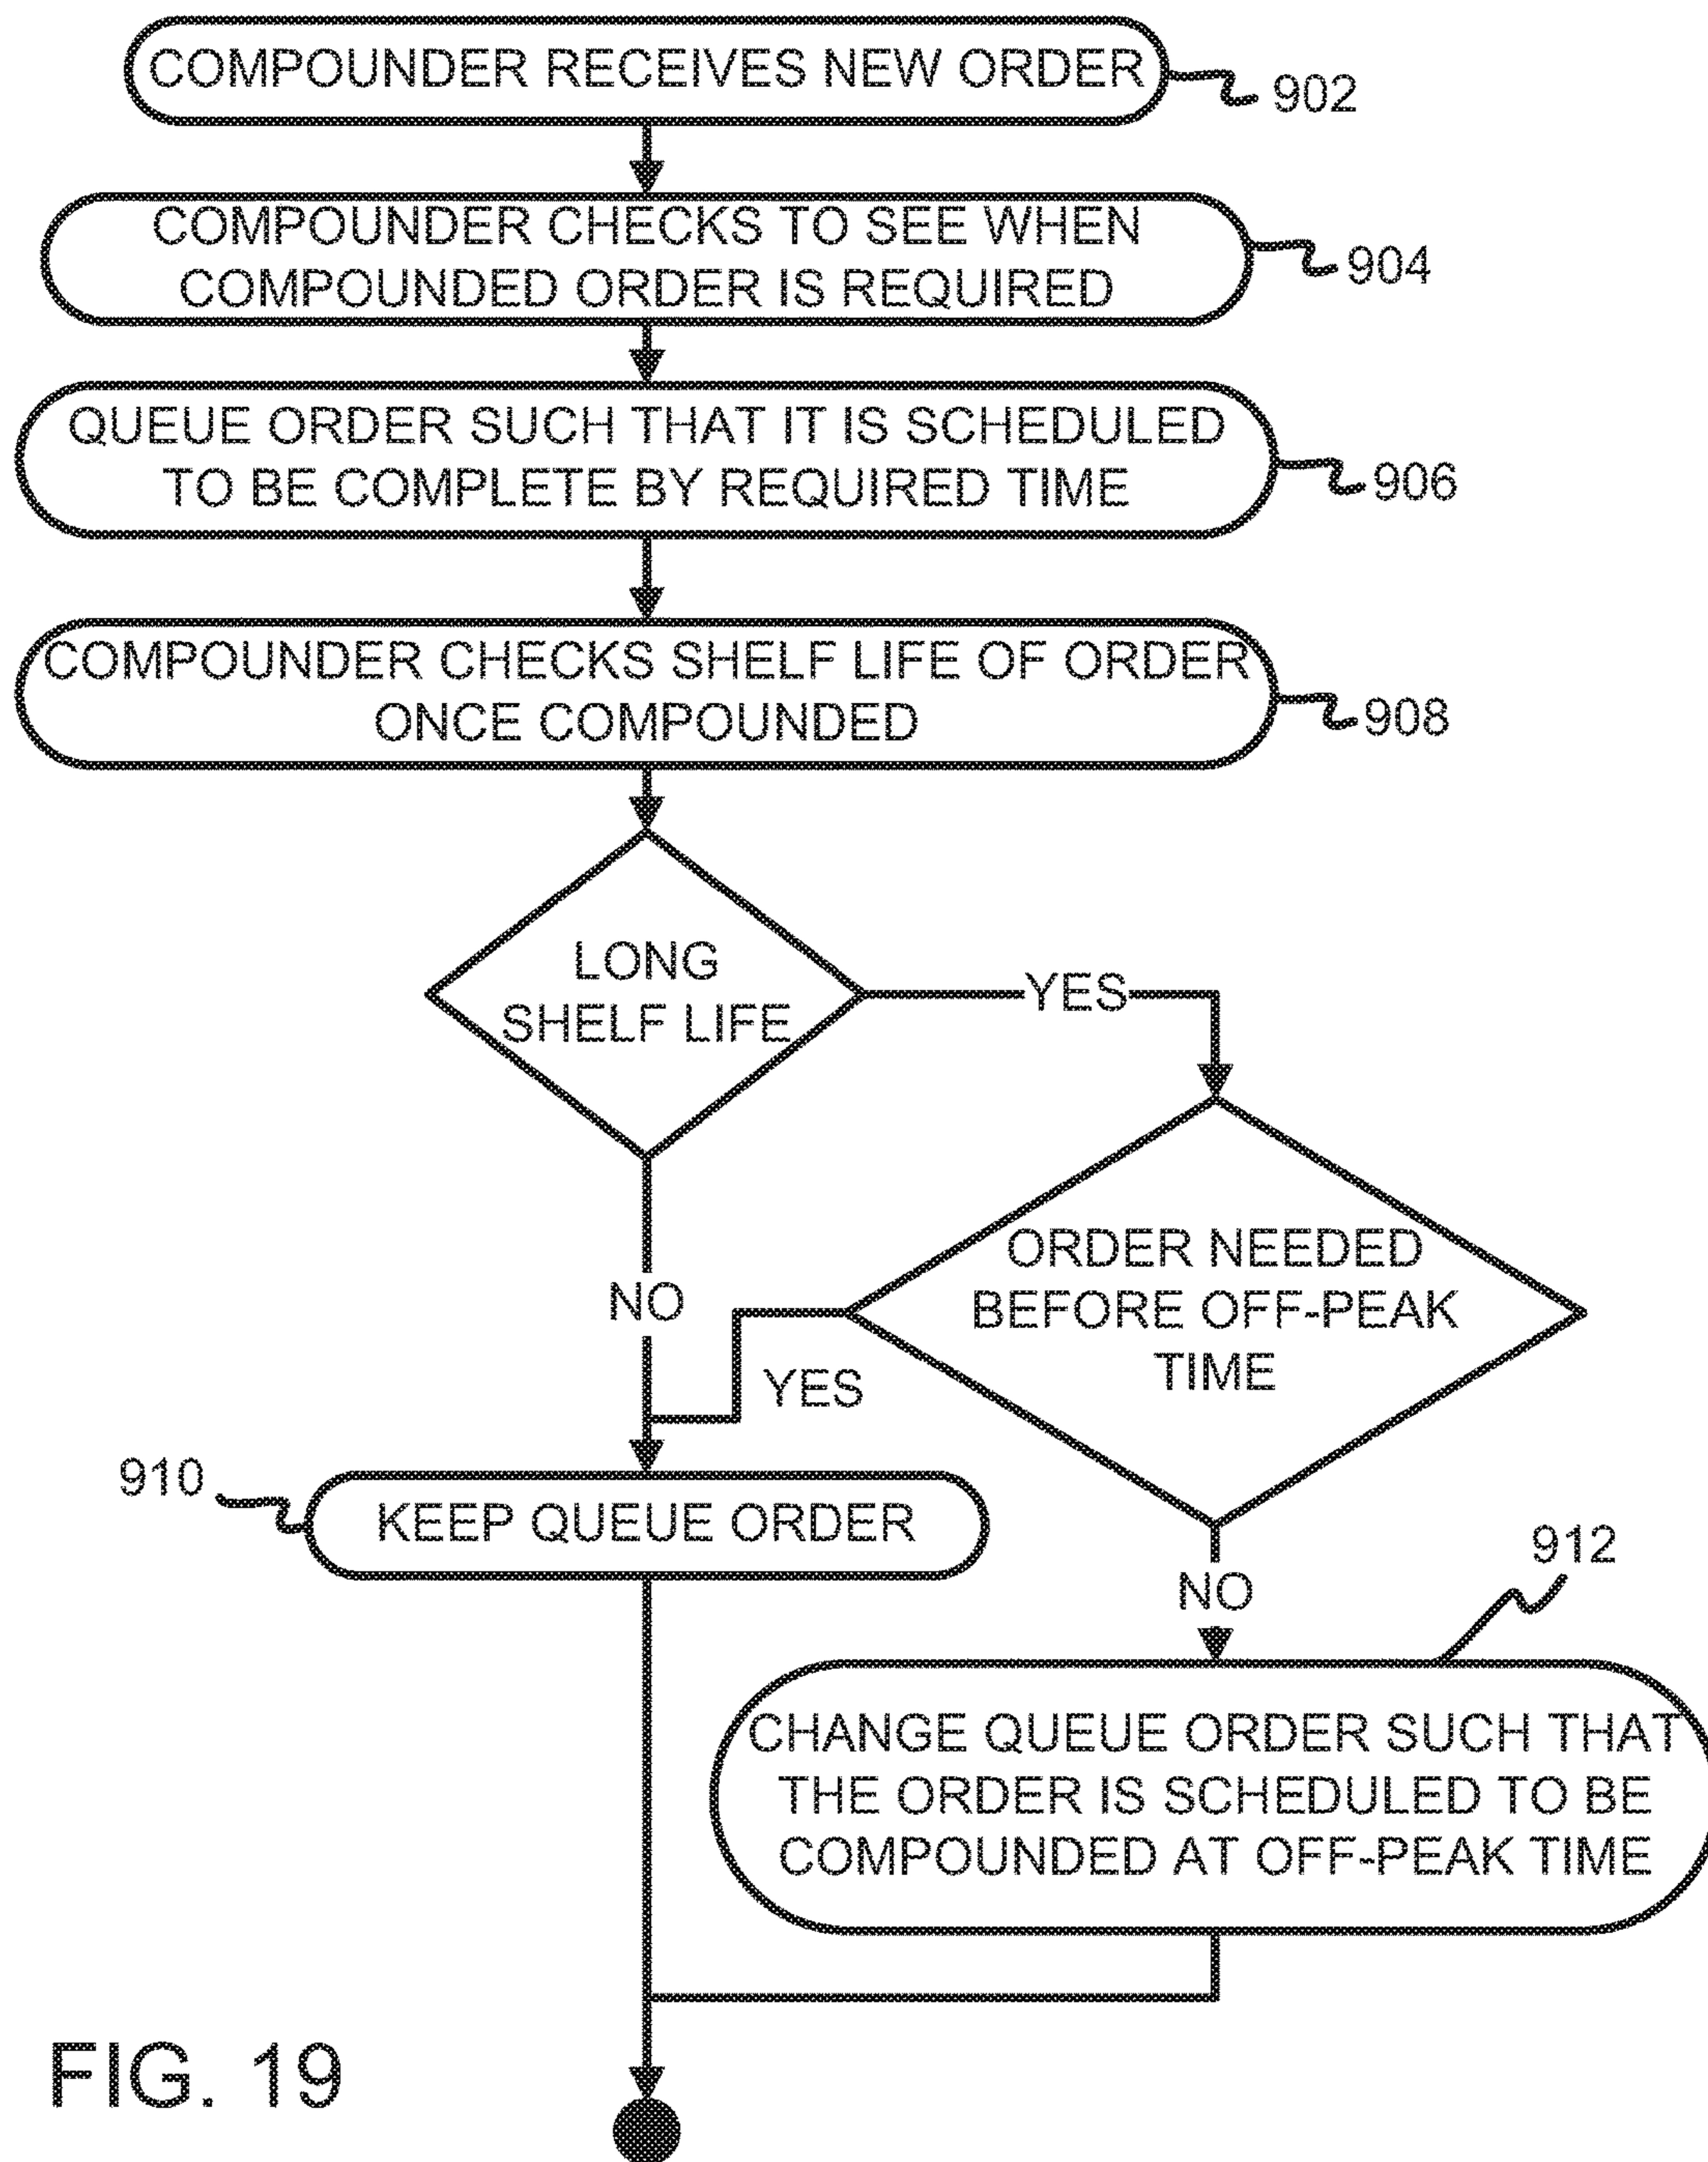 COMPOUNDER RECEIVES NEW ORDER
902
COMPOUNDER CHECKS TO SEE WHEN
COMPOUNDED ORDER IS REQUIRED
904
QUEUE ORDER SUCH THAT IT IS SCHEDULED
TO BE COMPLETE BY REQUIRED TIME
906
COMPOUNDER CHECKS SHELF LIFE OF ORDER
ONCE COMPOUNDED
908
LONG
SHELF LIFE
YES
NO
ORDER NEEDED
BEFORE OFF-PEAK
TIME
YES
910
KEEP QUEUE ORDER
NO
912
CHANGE QUEUE ORDER SUCH THAT
THE ORDER IS SCHEDULED TO BE
COMPOUNDED AT OFF-PEAK TIME
FIG. 19